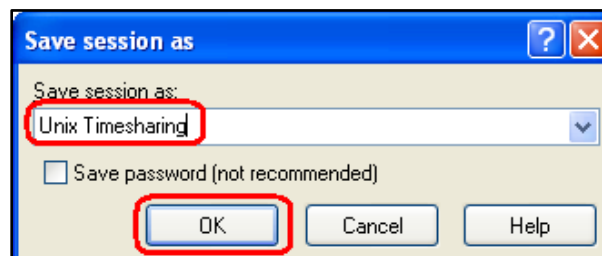 Save session as
Save session as:
Unix Timesharing
Save password (not recommended)
OK Cancel Help